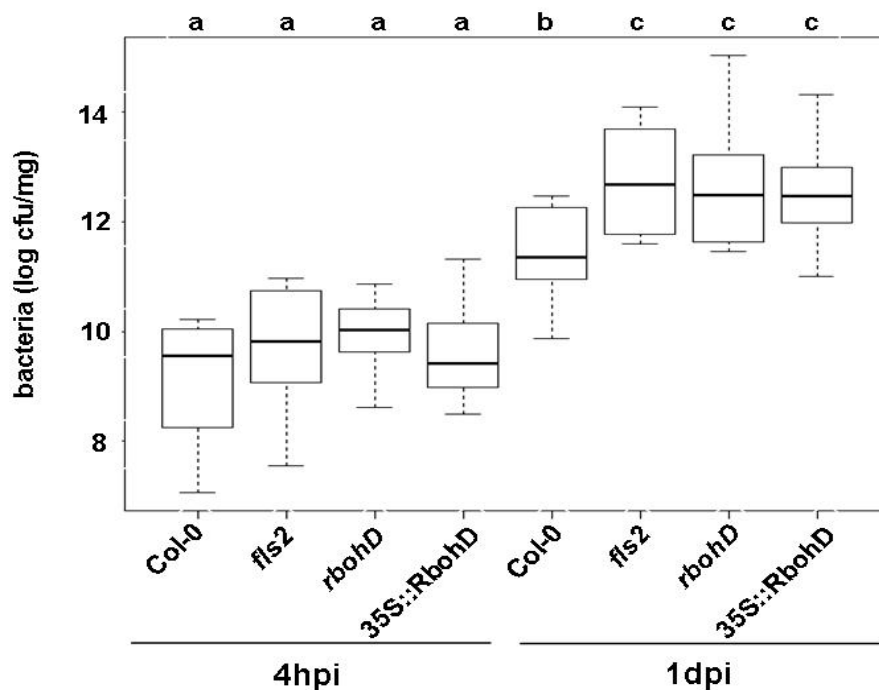 a a a a b c c c
bacteria (log cfu/mg)
14
12
10
8
Col-0 fls2 rbohD 35S::RbohD Col-0 fls2 rbohD 35S::RbohD
4hpi 1dpi